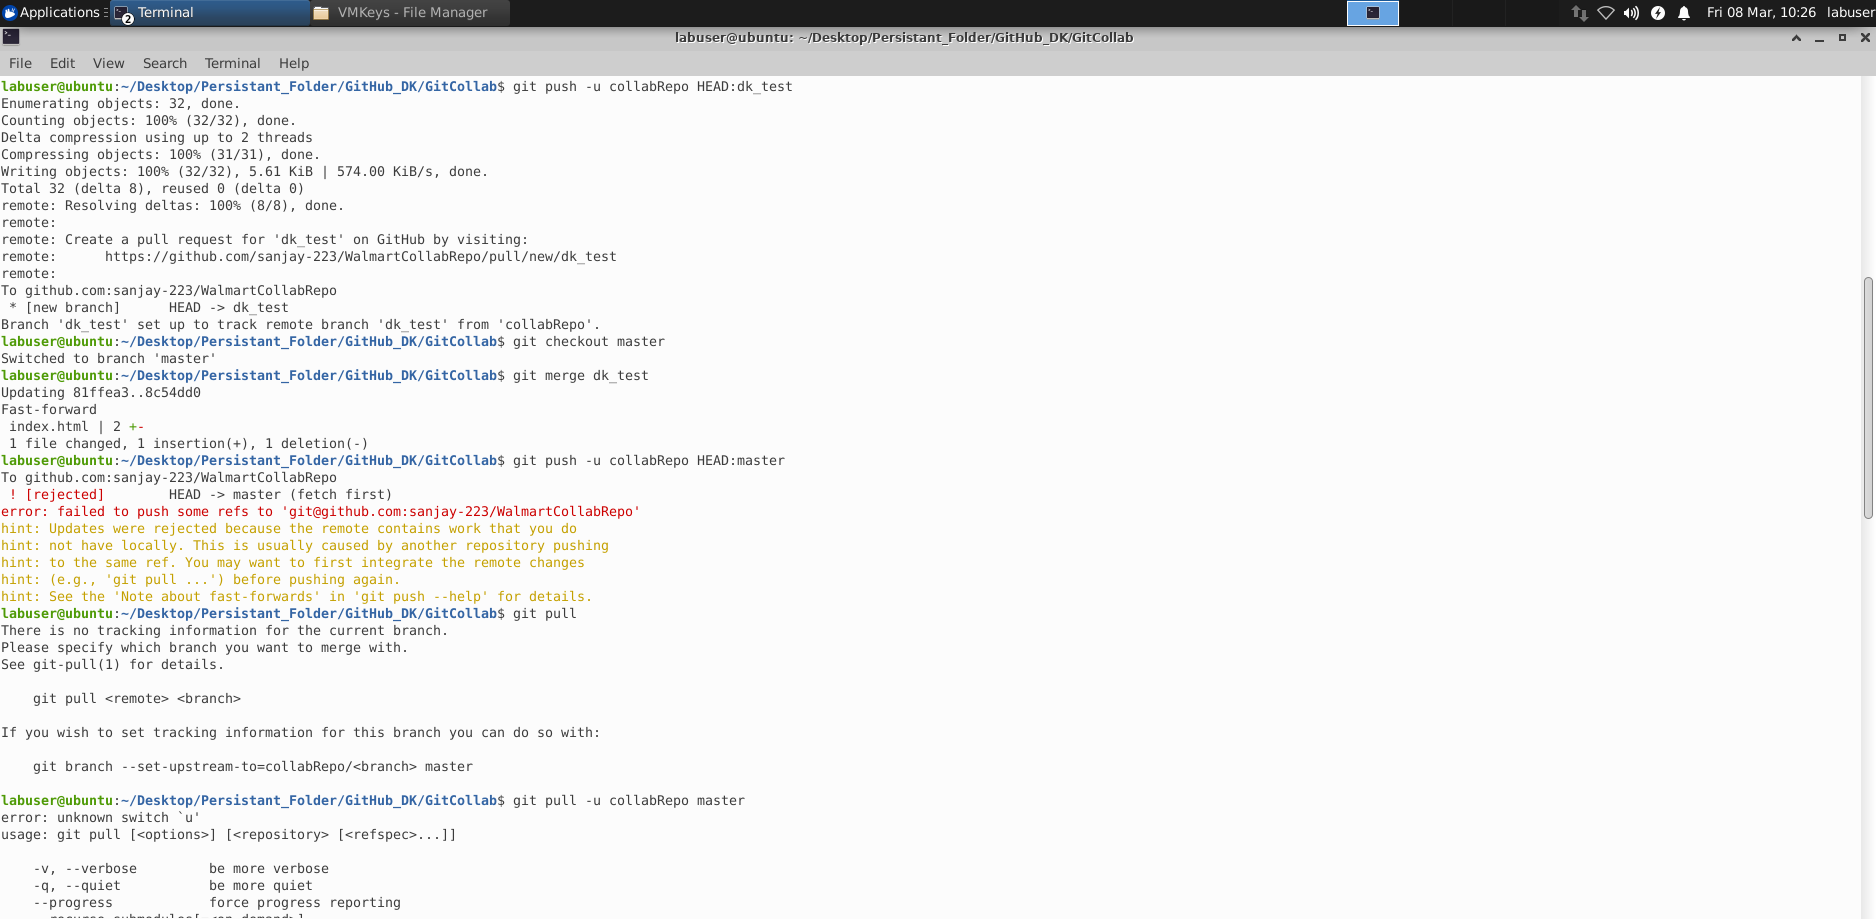 Applications
2
Terminal
VMKeys - File Manager
Fri 08 Mar, 10:26
labuser
labuser@ubuntu: ~/Desktop/Persistant_Folder/GitHub_DK/GitCollab
File Edit View Search Terminal Help
labuser@ubuntu:~/Desktop/Persistant_Folder/GitHub_DK/GitCollab$ git push -u collabRepo HEAD:dk_test
Enumerating objects: 32, done.
Counting objects: 100% (32/32), done.
Delta compression using up to 2 threads
Compressing objects: 100% (31/31), done.
Writing objects: 100% (32/32), 5.61 KiB | 574.00 KiB/s, done.
Total 32 (delta 8), reused 0 (delta 0)
remote: Resolving deltas: 100% (8/8), done.
remote:
remote: Create a pull request for 'dk_test' on GitHub by visiting:
remote:      https://github.com/sanjay-223/WalmartCollabRepo/pull/new/dk_test
remote:
To github.com:sanjay-223/WalmartCollabRepo
 * [new branch]      HEAD -> dk_test
Branch 'dk_test' set up to track remote branch 'dk_test' from 'collabRepo'.
labuser@ubuntu:~/Desktop/Persistant_Folder/GitHub_DK/GitCollab$ git checkout master
Switched to branch 'master'
labuser@ubuntu:~/Desktop/Persistant_Folder/GitHub_DK/GitCollab$ git merge dk_test
Updating 81ffea3..8c54dd0
Fast-forward
 index.html | 2 +-
 1 file changed, 1 insertion(+), 1 deletion(-)
labuser@ubuntu:~/Desktop/Persistant_Folder/GitHub_DK/GitCollab$ git push -u collabRepo HEAD:master
To github.com:sanjay-223/WalmartCollabRepo
 ! [rejected]        HEAD -> master (fetch first)
error: failed to push some refs to 'git@github.com:sanjay-223/WalmartCollabRepo'
hint: Updates were rejected because the remote contains work that you do
hint: not have locally. This is usually caused by another repository pushing
hint: to the same ref. You may want to first integrate the remote changes
hint: (e.g., 'git pull ...') before pushing again.
hint: See the 'Note about fast-forwards' in 'git push --help' for details.
labuser@ubuntu:~/Desktop/Persistant_Folder/GitHub_DK/GitCollab$ git pull
There is no tracking information for the current branch.
Please specify which branch you want to merge with.
See git-pull(1) for details.

    git pull <remote> <branch>

If you wish to set tracking information for this branch you can do so with:

    git branch --set-upstream-to=collabRepo/<branch> master

labuser@ubuntu:~/Desktop/Persistant_Folder/GitHub_DK/GitCollab$ git pull -u collabRepo master
error: unknown switch `u'
usage: git pull [<options>] [<repository> [<refspec>...]]

    -v, --verbose         be more verbose
    -q, --quiet           be more quiet
    --progress            force progress reporting